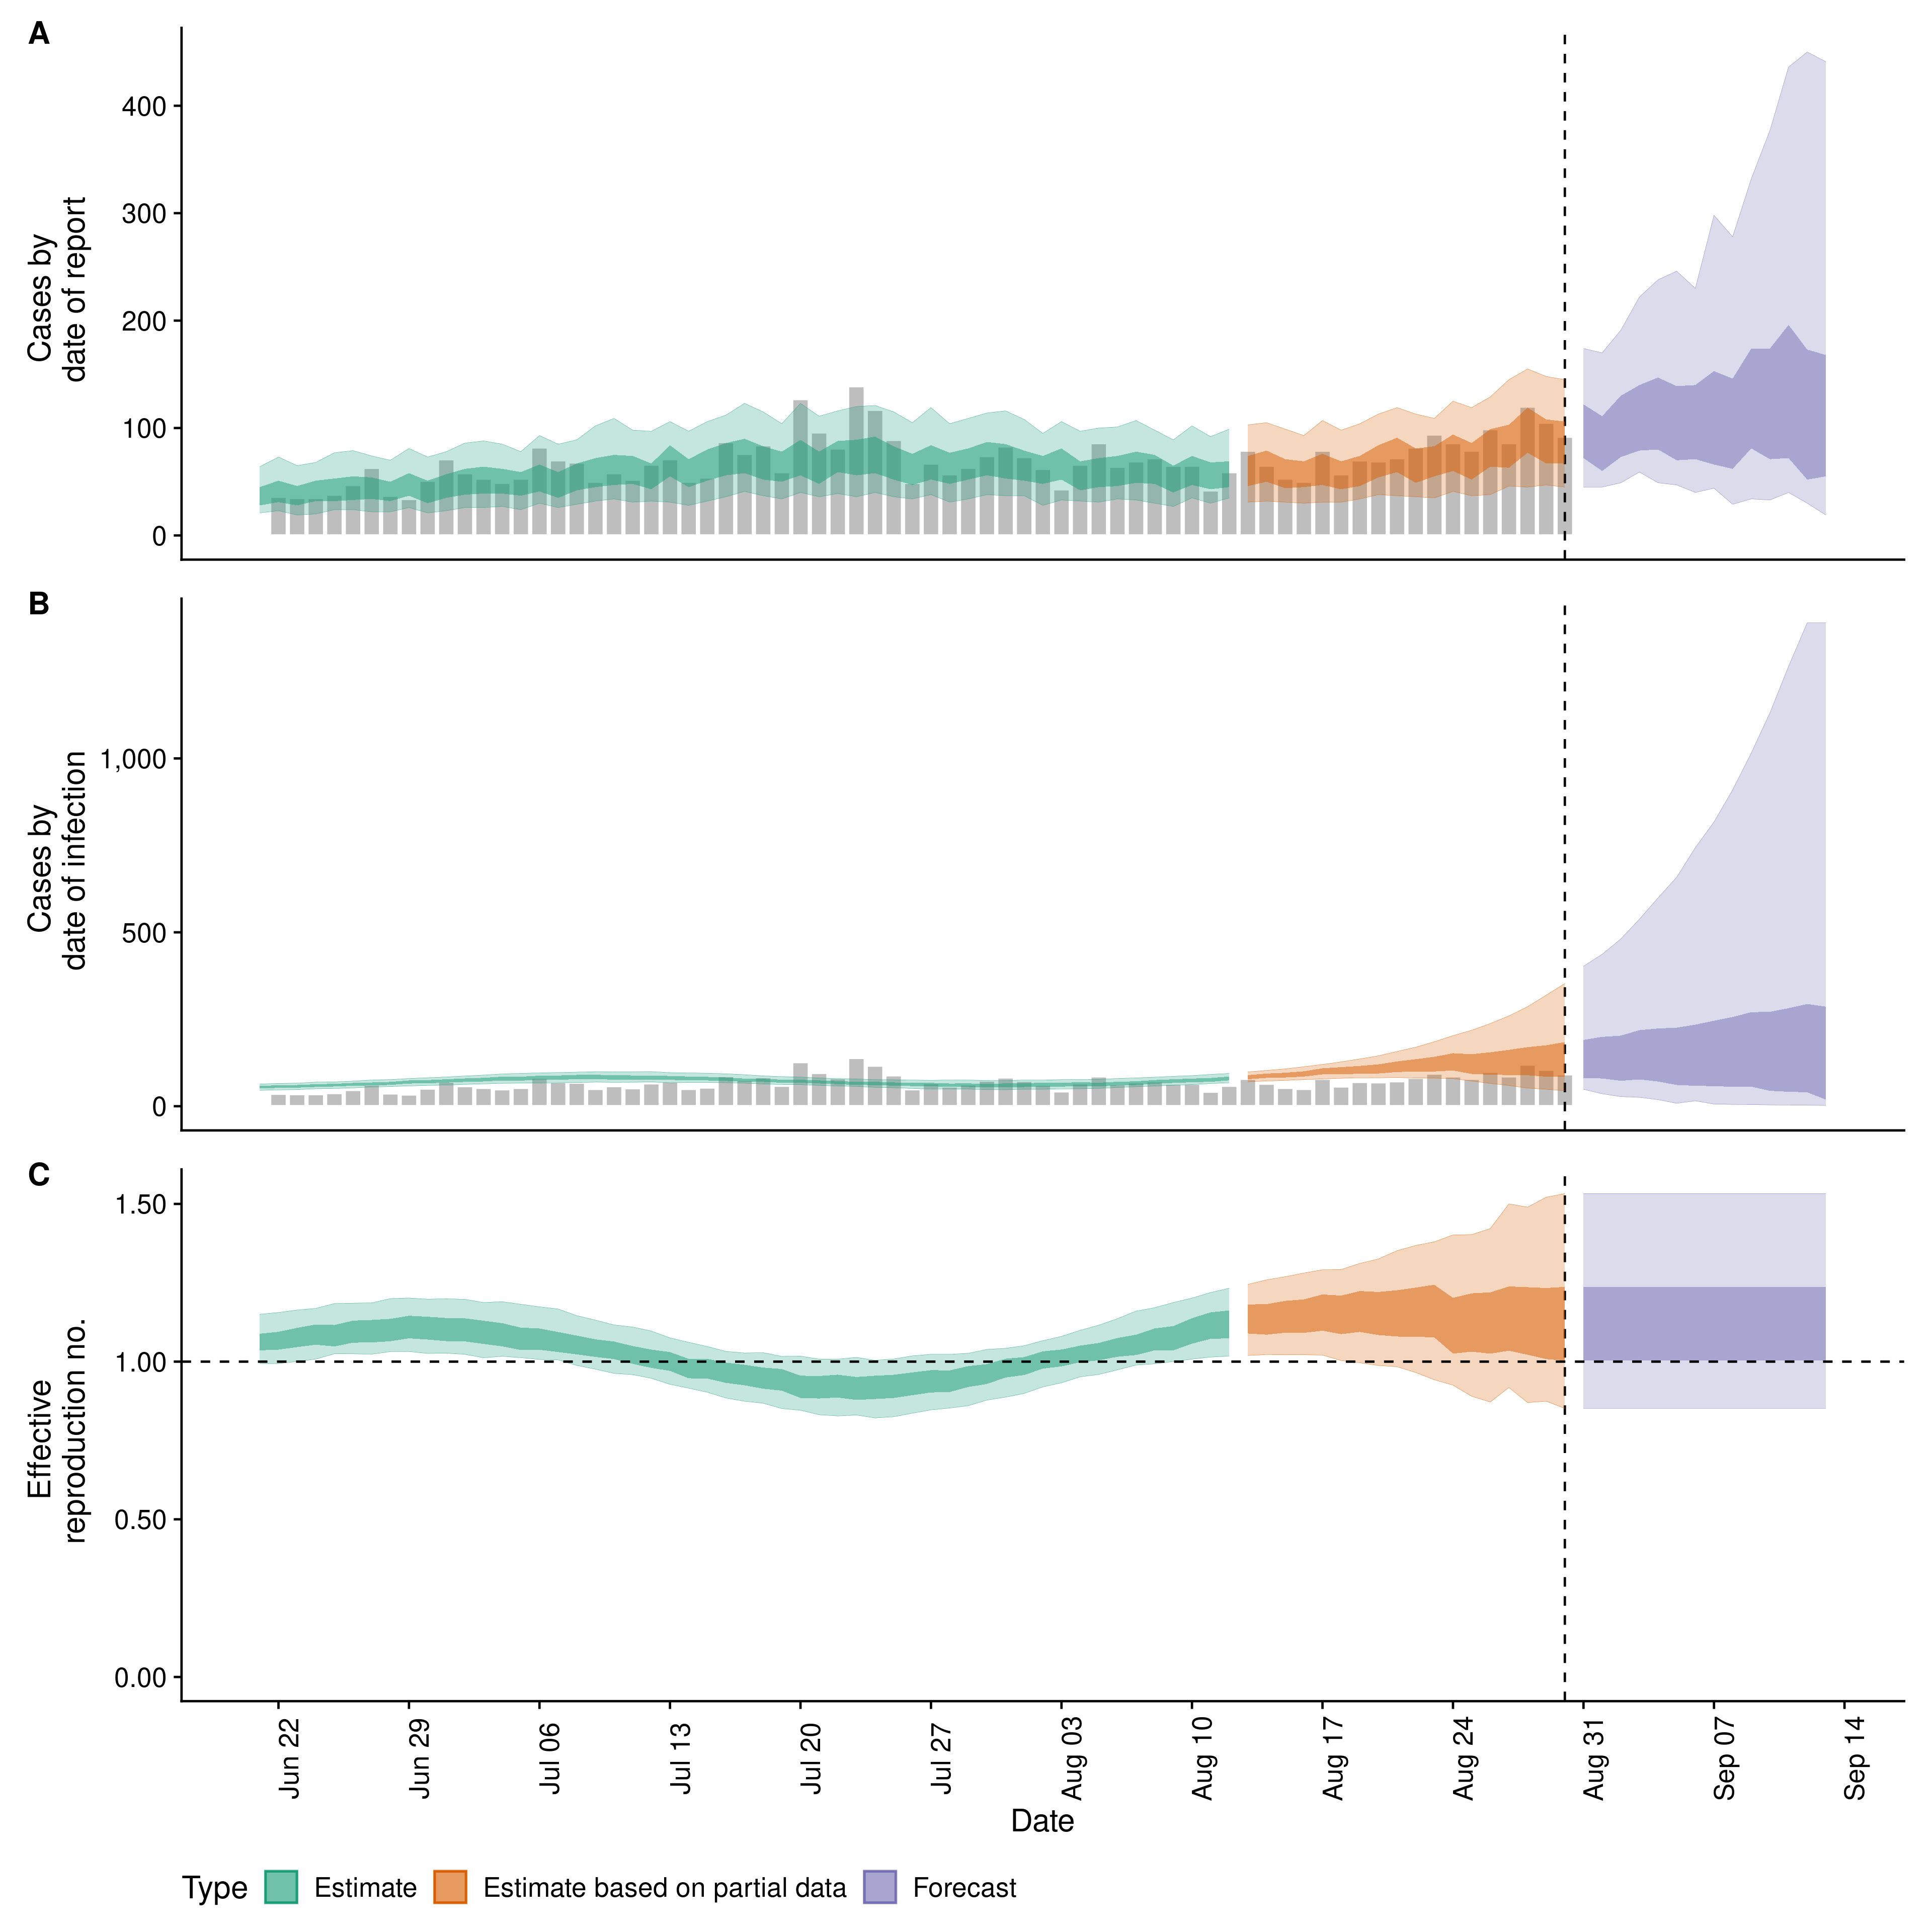 A
Cases by
date of report
400
300
200
100
0
B
Cases by
date of infection
1,000
500
0
C
Effective
reproduction no.
1.50
1.00
0.50
0.00
Jun 22
Jun 29
Jul 06
Jul 13
Jul 20
Jul 27
Aug 03
Aug 10
Aug 17
Aug 24
Aug 31
Sep 07
Sep 14
Date
Type
Estimate
Estimate based on partial data
Forecast